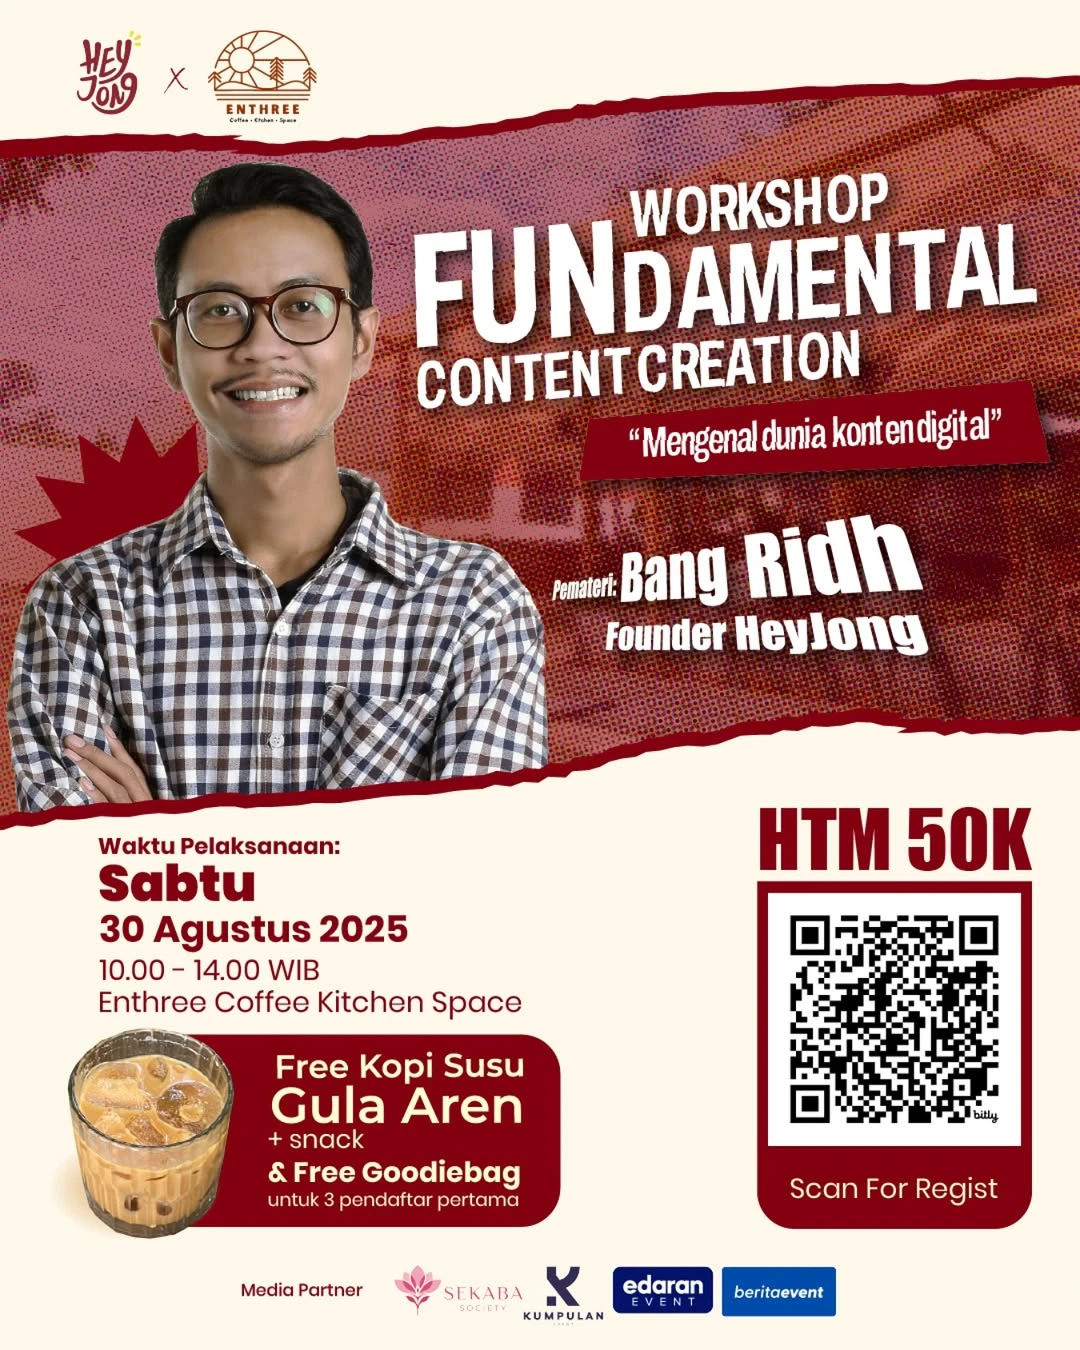 HEY JONG
X
ENTHREE
Coffee • Kitchen • Space
WORKSHOP
FUNDAMENTAL
CONTENT CREATION
“Mengenal dunia konten digital”
Pemateri: Bang Ridh
Founder HeyJong
Waktu Pelaksanaan:
Sabtu
30 Agustus 2025
10.00 - 14.00 WIB
Enthree Coffee Kitchen Space
Free Kopi Susu
Gula Aren
+ snack
& Free Goodiebag
untuk 3 pendaftar pertama
HTM 50K
bitly
Scan For Regist
Media Partner
SEKABA
SOCIETY
KUMPULAN
EVENT
edaran
EVENT
beritaevent